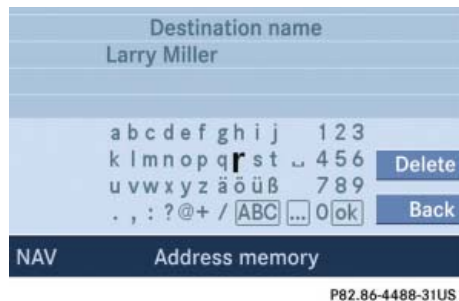 Destination name
Larry Miller
a b c d e f g h i j 1 2 3
k l m n o p q r s t ␣ 4 5 6 Delete
u v w x y z ä ö ü ß 7 8 9
. , : ? @ + / ABC ... 0 ok Back
NAV Address memory
P82.86-4488-31US